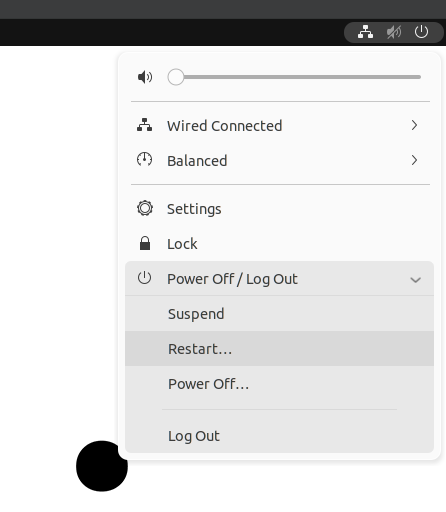 Wired Connected
Balanced
Settings
Lock
Power Off / Log Out
Suspend
Restart…
Power Off…
Log Out